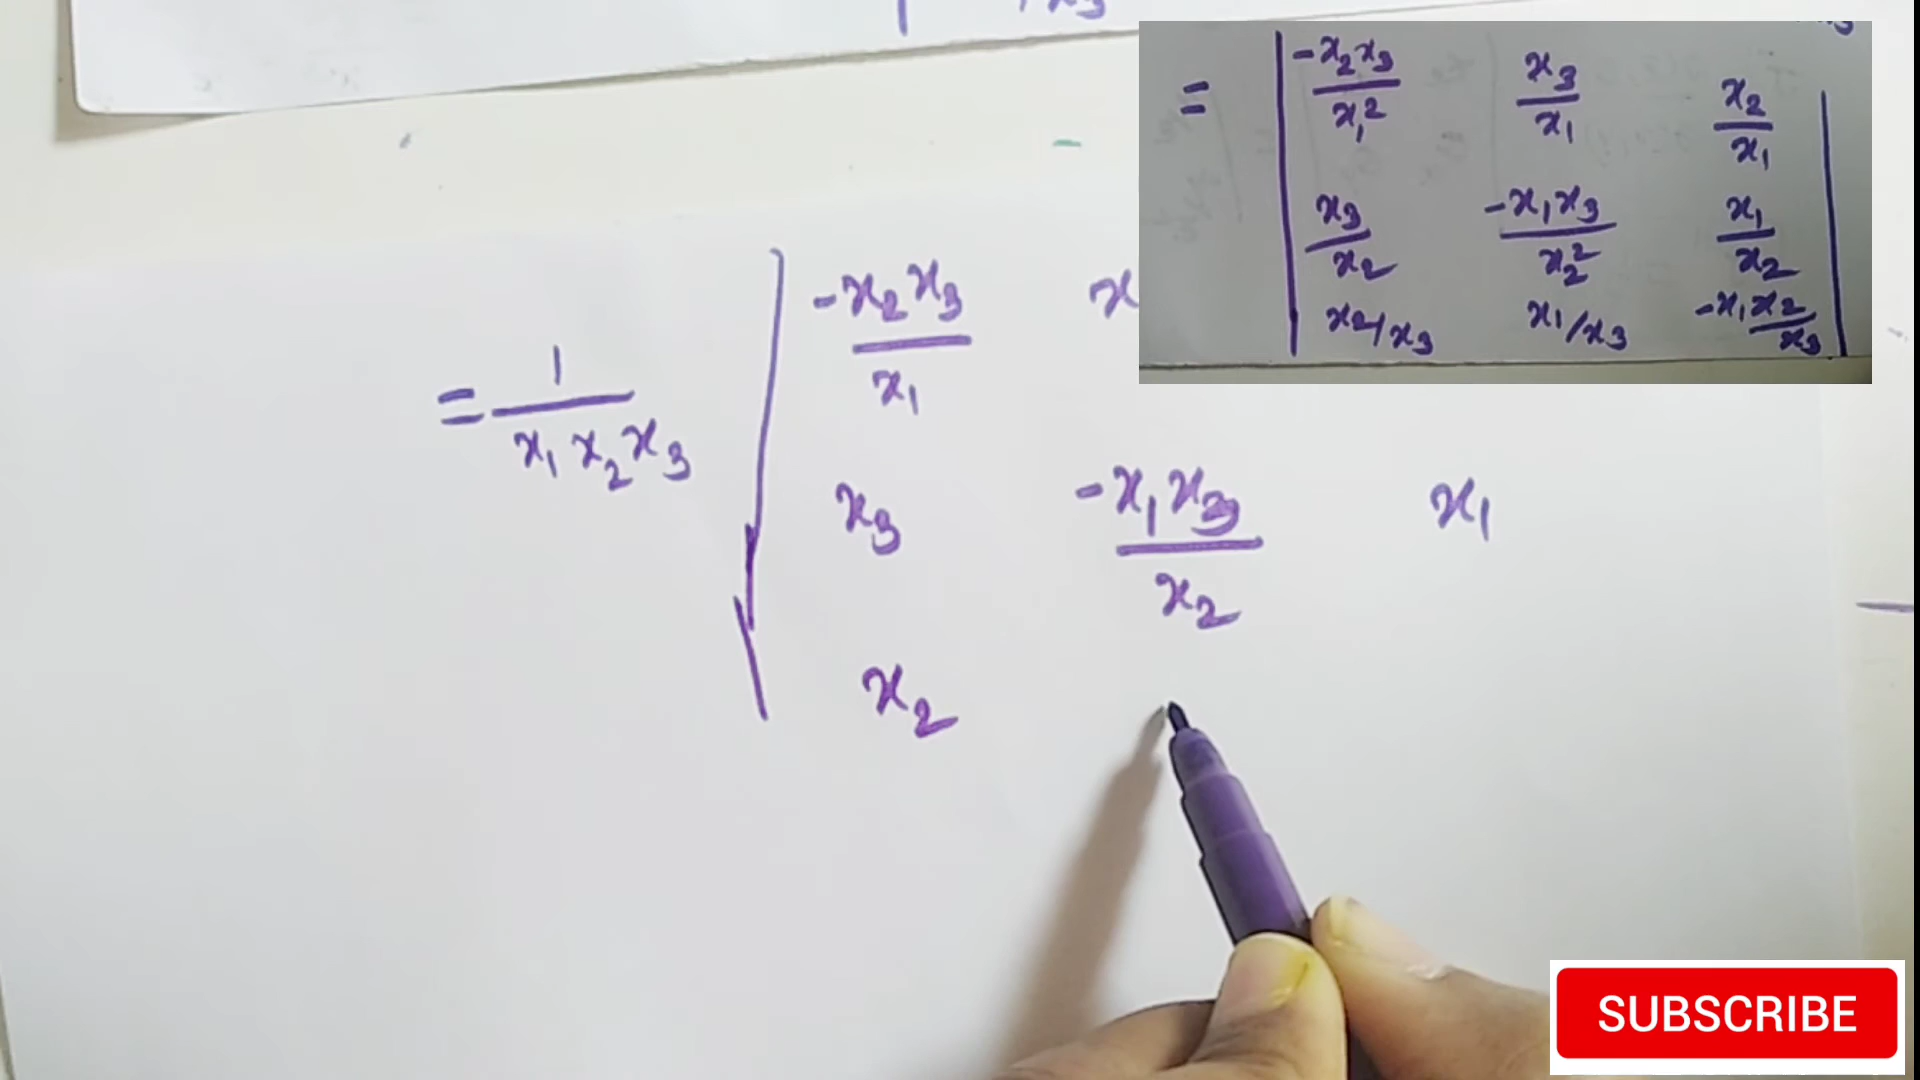 = | -x₂x₃/x₁² x₃/x₁ x₂/x₁ |
x₃/x₂ -x₁x₃/x₂² x₁/x₂
x₂/x₃ x₁/x₃ -x₁x₂/x₃
= 1/x₁x₂x₃ | -x₂x₃/x₁ x
x₃ -x₁x₃/x₂ x₁
x₂
SUBSCRIBE